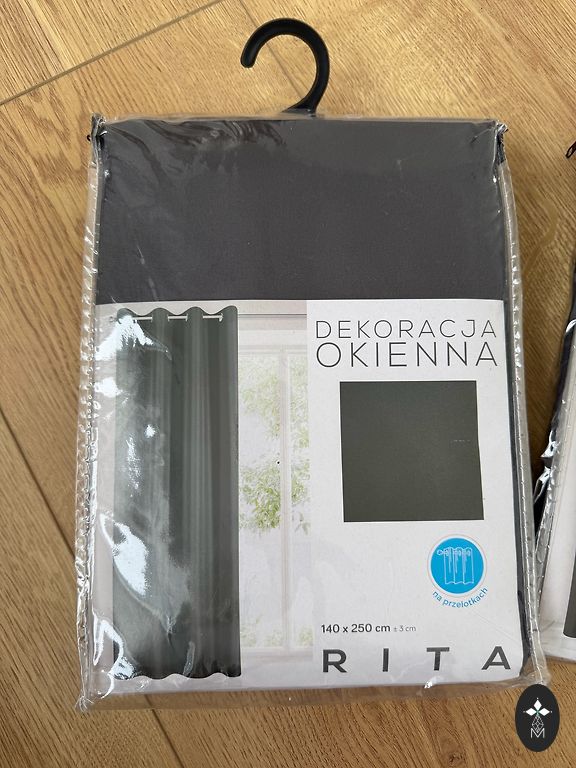 DEKORACJA
OKIENNA
na przelotkach
140 x 250 cm ± 3 cm
RITA
M